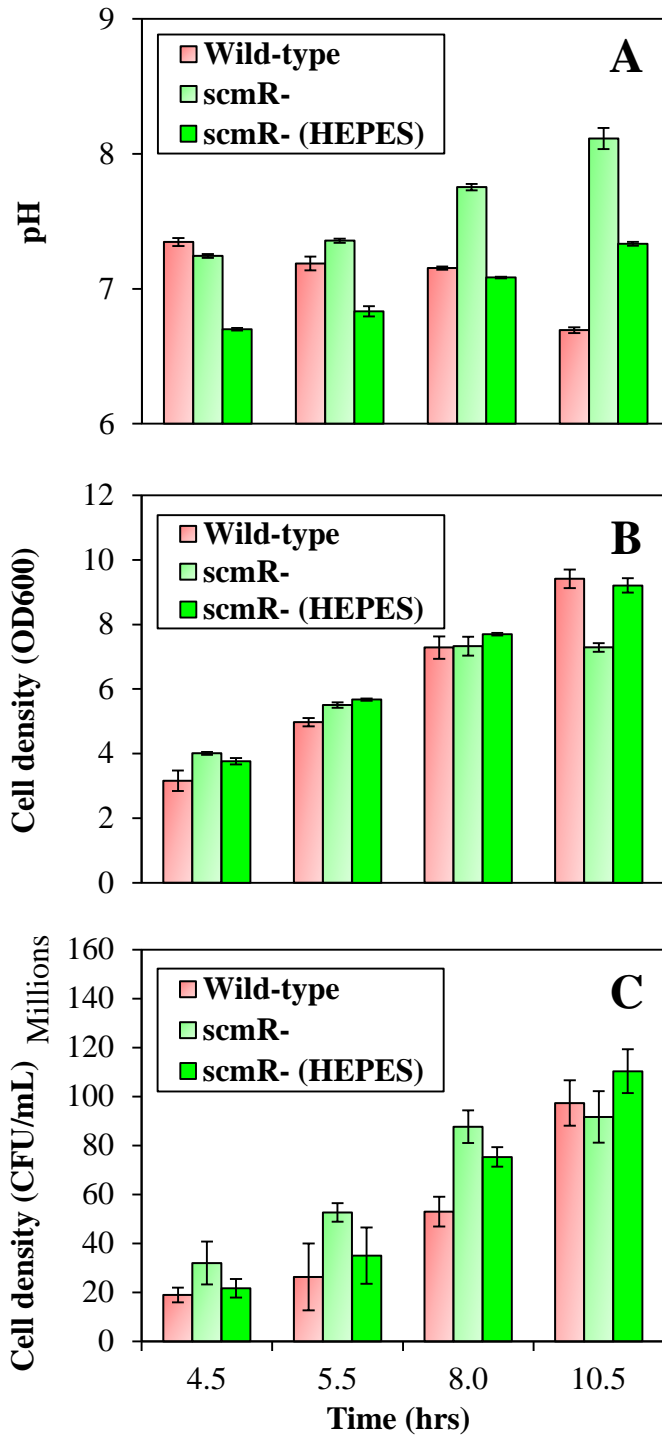 9
8
7
6
pH
Wild-type
scmR-
scmR- (HEPES)
A
12
10
8
6
4
2
0
Cell density (OD600)
Wild-type
scmR-
scmR- (HEPES)
B
160
140
120
100
80
60
40
20
0
Millions
Cell density (CFU/mL)
Wild-type
scmR-
scmR- (HEPES)
C
4.5 5.5 8.0 10.5
Time (hrs)